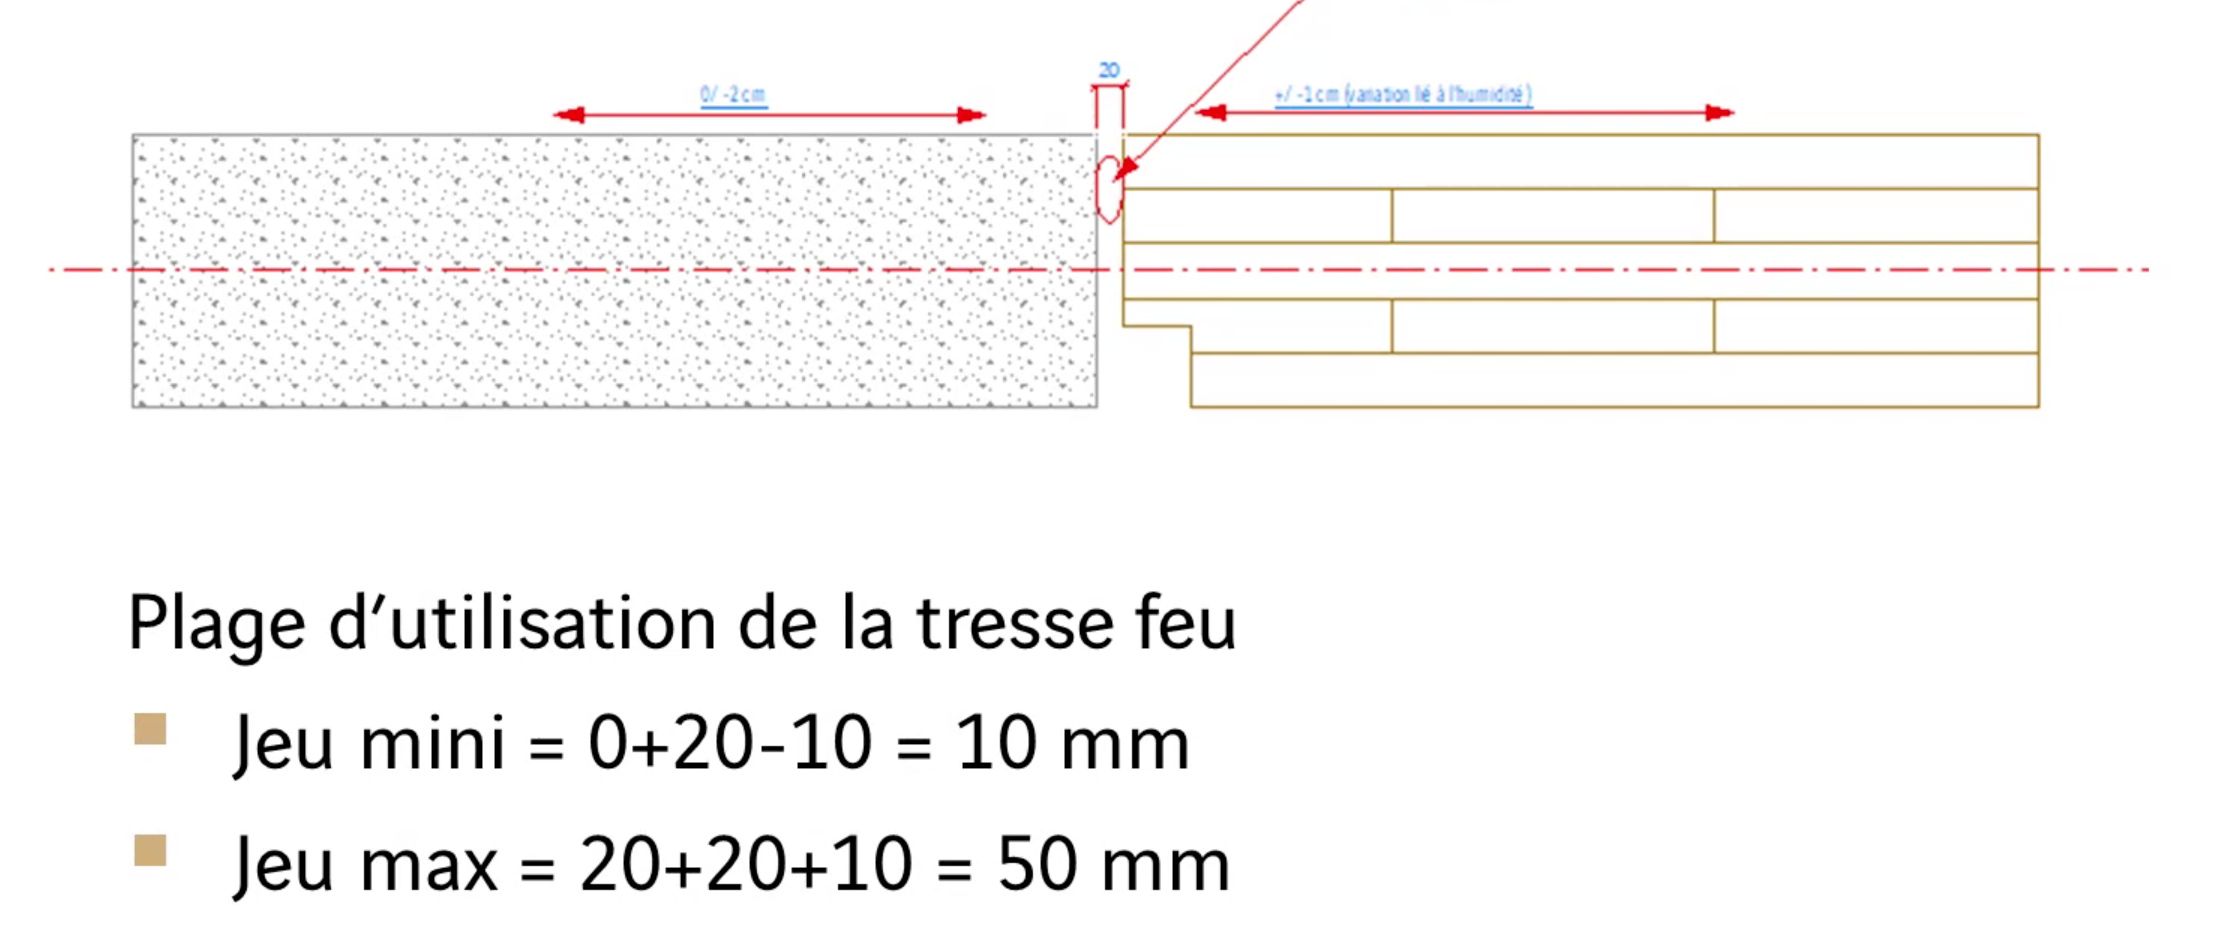 20
0/ -2cm
+/ -1cm (variation lié à l'humidité)
Plage d'utilisation de la tresse feu
Jeu mini = 0+20-10 = 10 mm
Jeu max = 20+20+10 = 50 mm